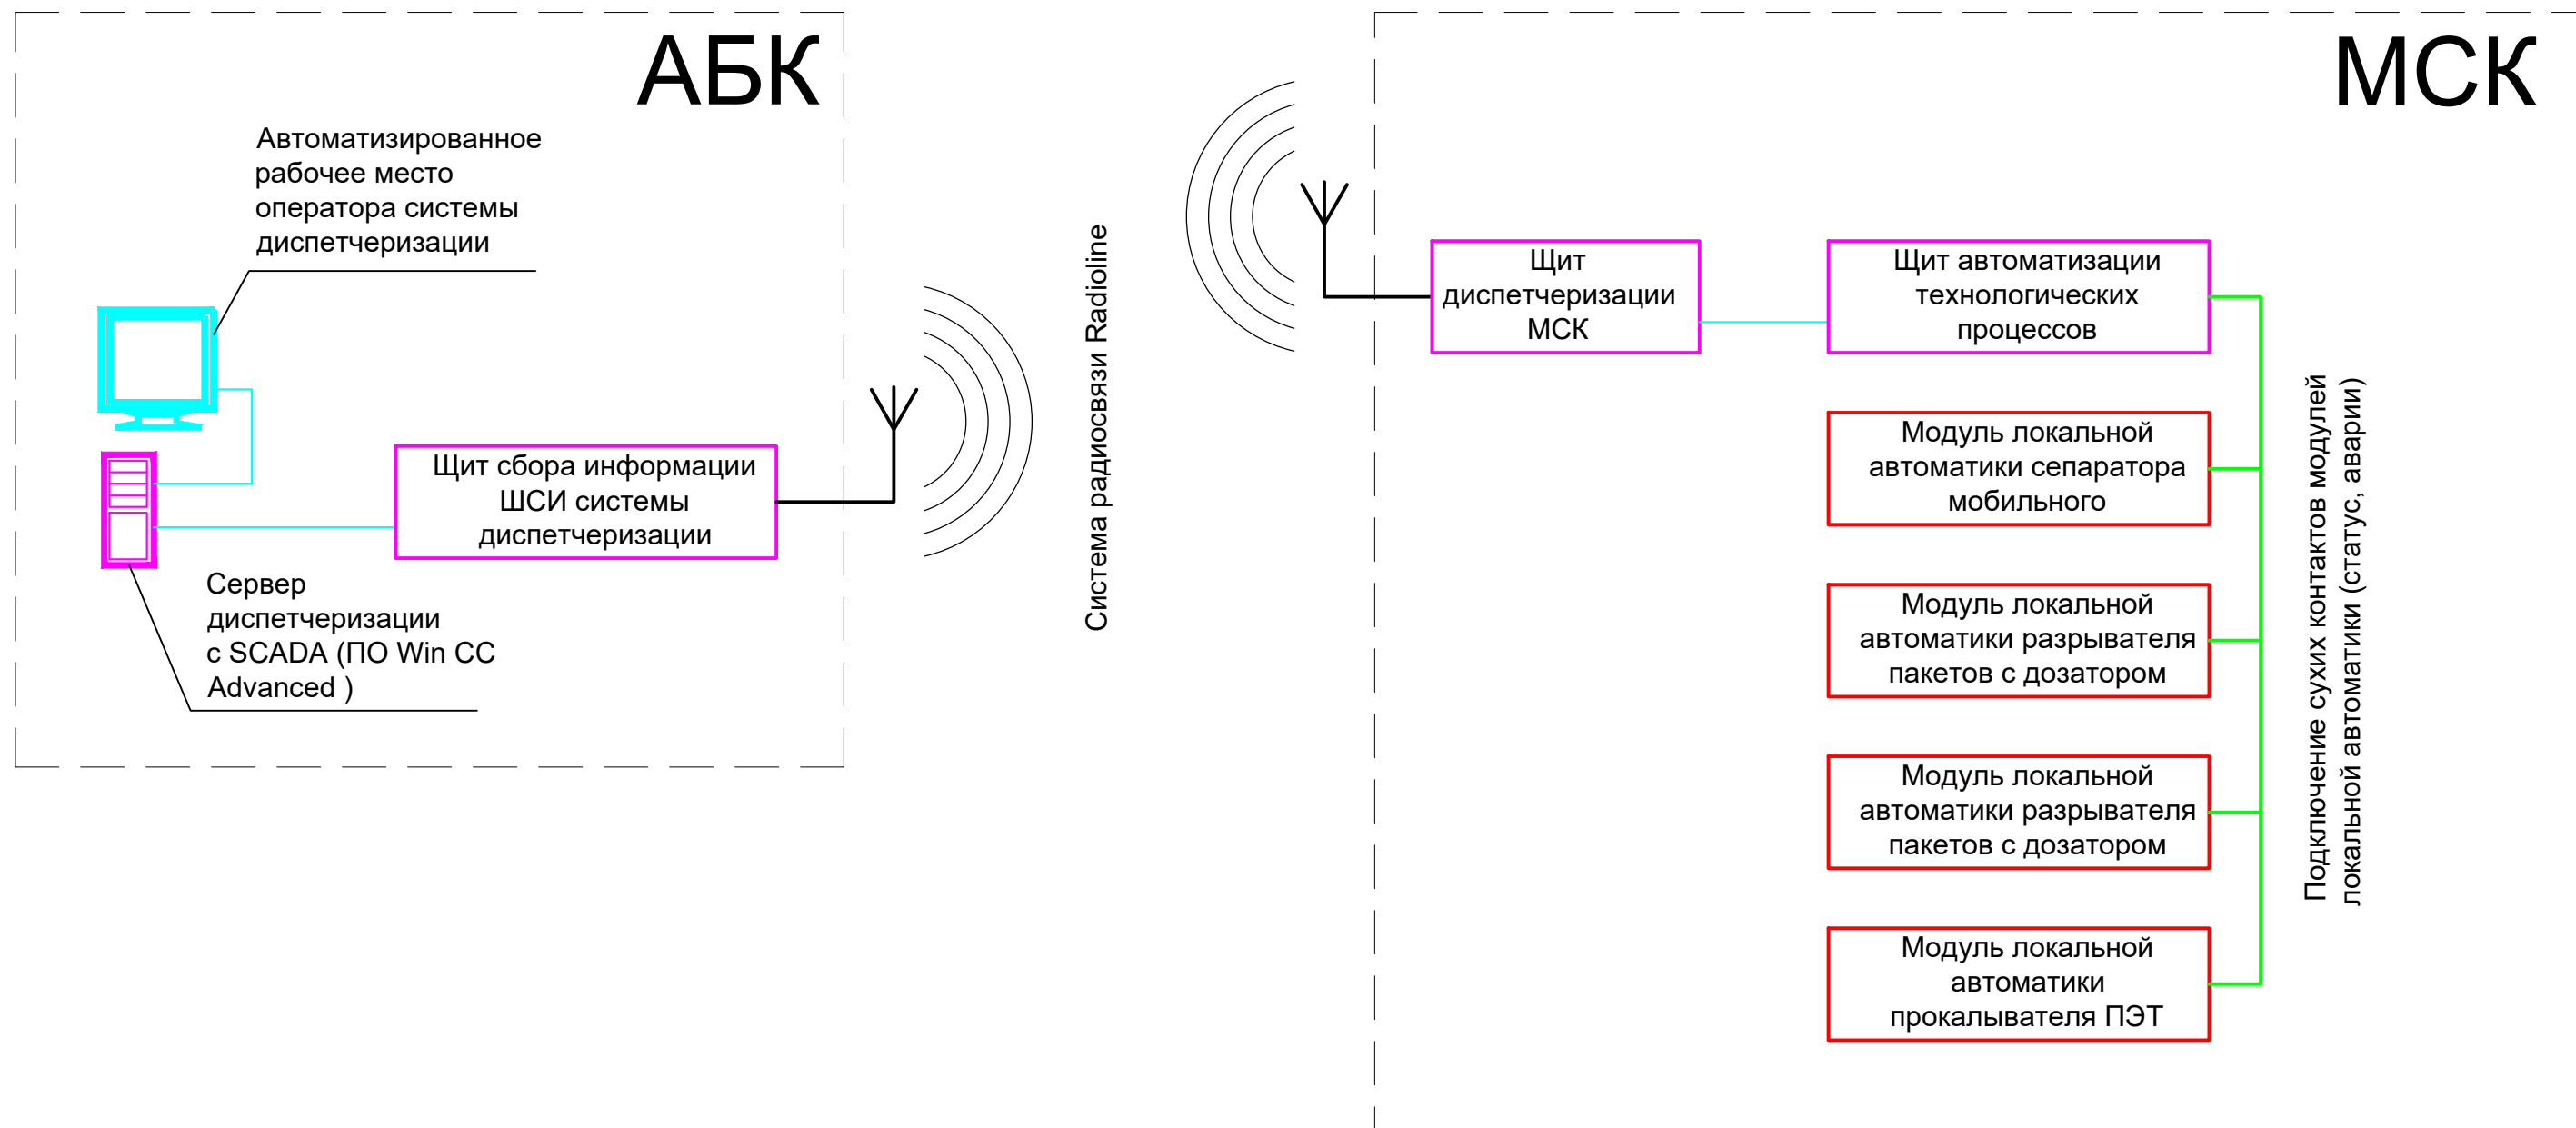 АБК
Автоматизированное
рабочее место
оператора системы
диспетчеризации
Щит сбора информации
ШСИ системы
диспетчеризации
Сервер
диспетчеризации
с SCADA (ПО Win CC
Advanced )
Система радиосвязи Radioline
МСК
Щит
диспетчеризации
МСК
Щит автоматизации
технологических
процессов
Модуль локальной
автоматики сепаратора
мобильного
Модуль локальной
автоматики разрывателя
пакетов с дозатором
Модуль локальной
автоматики разрывателя
пакетов с дозатором
Модуль локальной
автоматики
прокалывателя ПЭТ
Подключение сухих контактов модулей
локальной автоматики (статус, аварии)